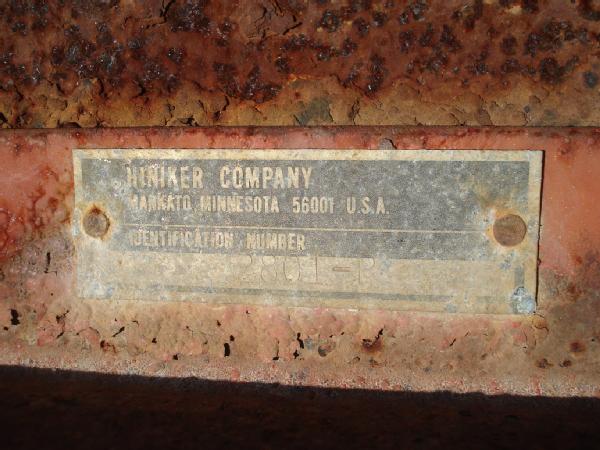 HINIKER COMPANY
MANKATO, MINNESOTA 56001 U.S.A.
IDENTIFICATION NUMBER
2801-P